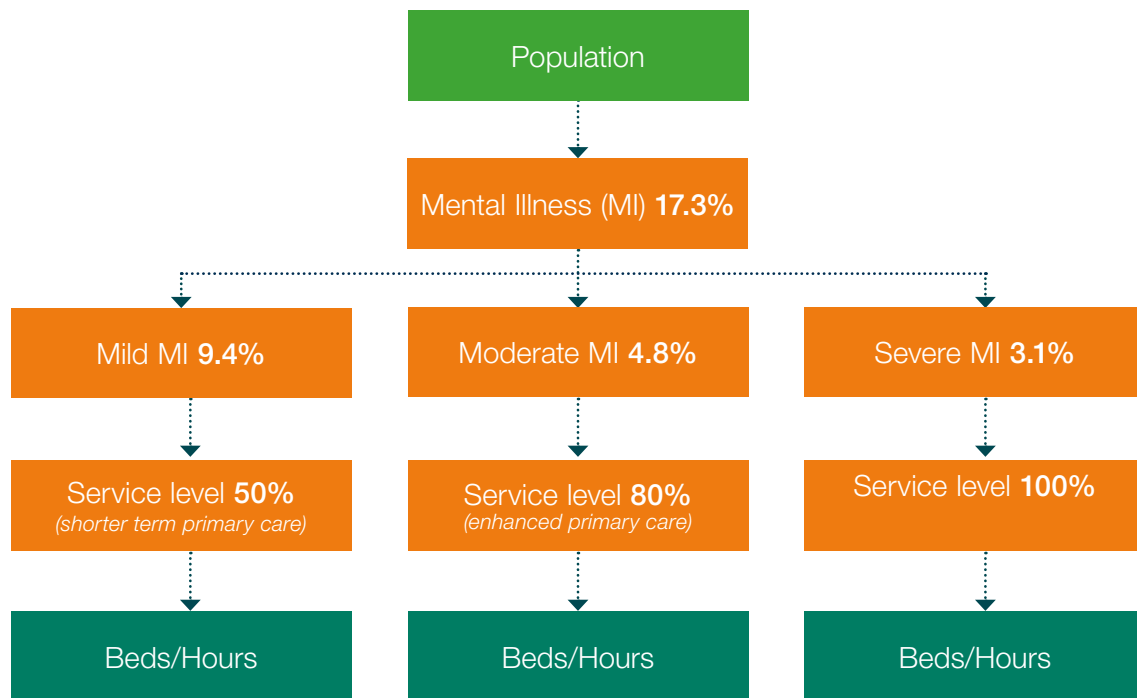 Population
Mental Illness (MI) 17.3%
Mild MI 9.4%
Moderate MI 4.8%
Severe MI 3.1%
Service level 50%
(shorter term primary care)
Service level 80%
(enhanced primary care)
Service level 100%
Beds/Hours
Beds/Hours
Beds/Hours